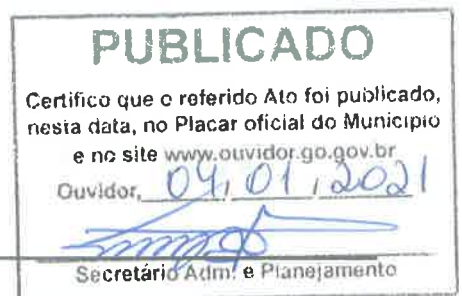 PUBLICADO
Certifico que o referido Ato foi publicado,
nesta data, no Placar oficial do Município
e no site www.ouvidor.go.gov.br
Ouvidor, 04, 01, 2021
Secretário Adm. e Planejamento